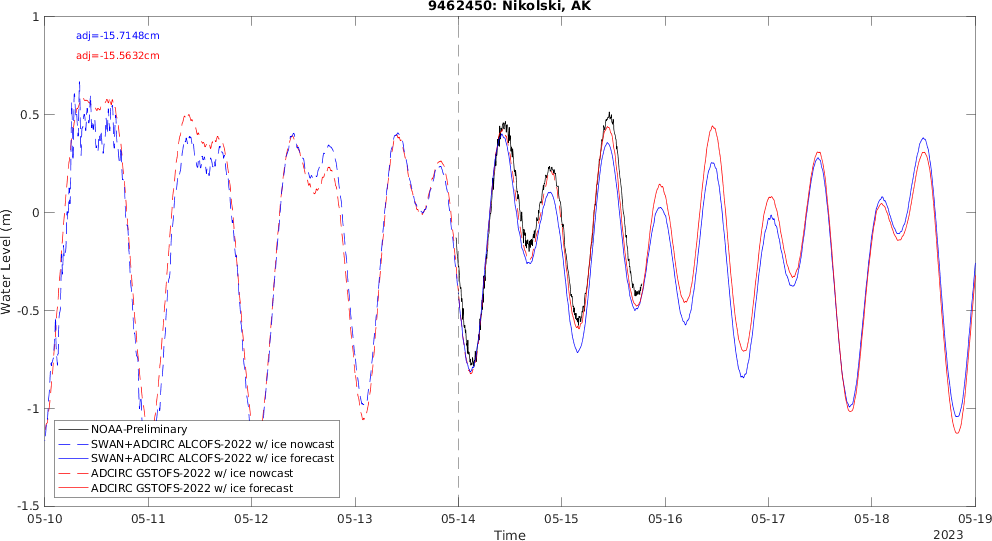 9462450: Nikolski, AK
adj=-15.7148cm
adj=-15.5632cm
Water Level (m)
1
0.5
0
-0.5
-1
-1.5
NOAA-Preliminary
SWAN+ADCIRC ALCOFS-2022 w/ ice nowcast
SWAN+ADCIRC ALCOFS-2022 w/ ice forecast
ADCIRC GSTOFS-2022 w/ ice nowcast
ADCIRC GSTOFS-2022 w/ ice forecast
05-10 05-11 05-12 05-13 05-14 05-15 05-16 05-17 05-18 05-19
Time
2023